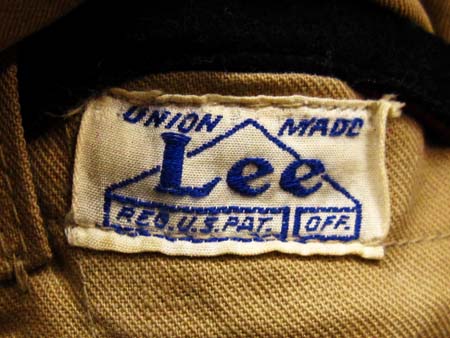 UNION MADE
Lee
REG. U.S. PAT. OFF.